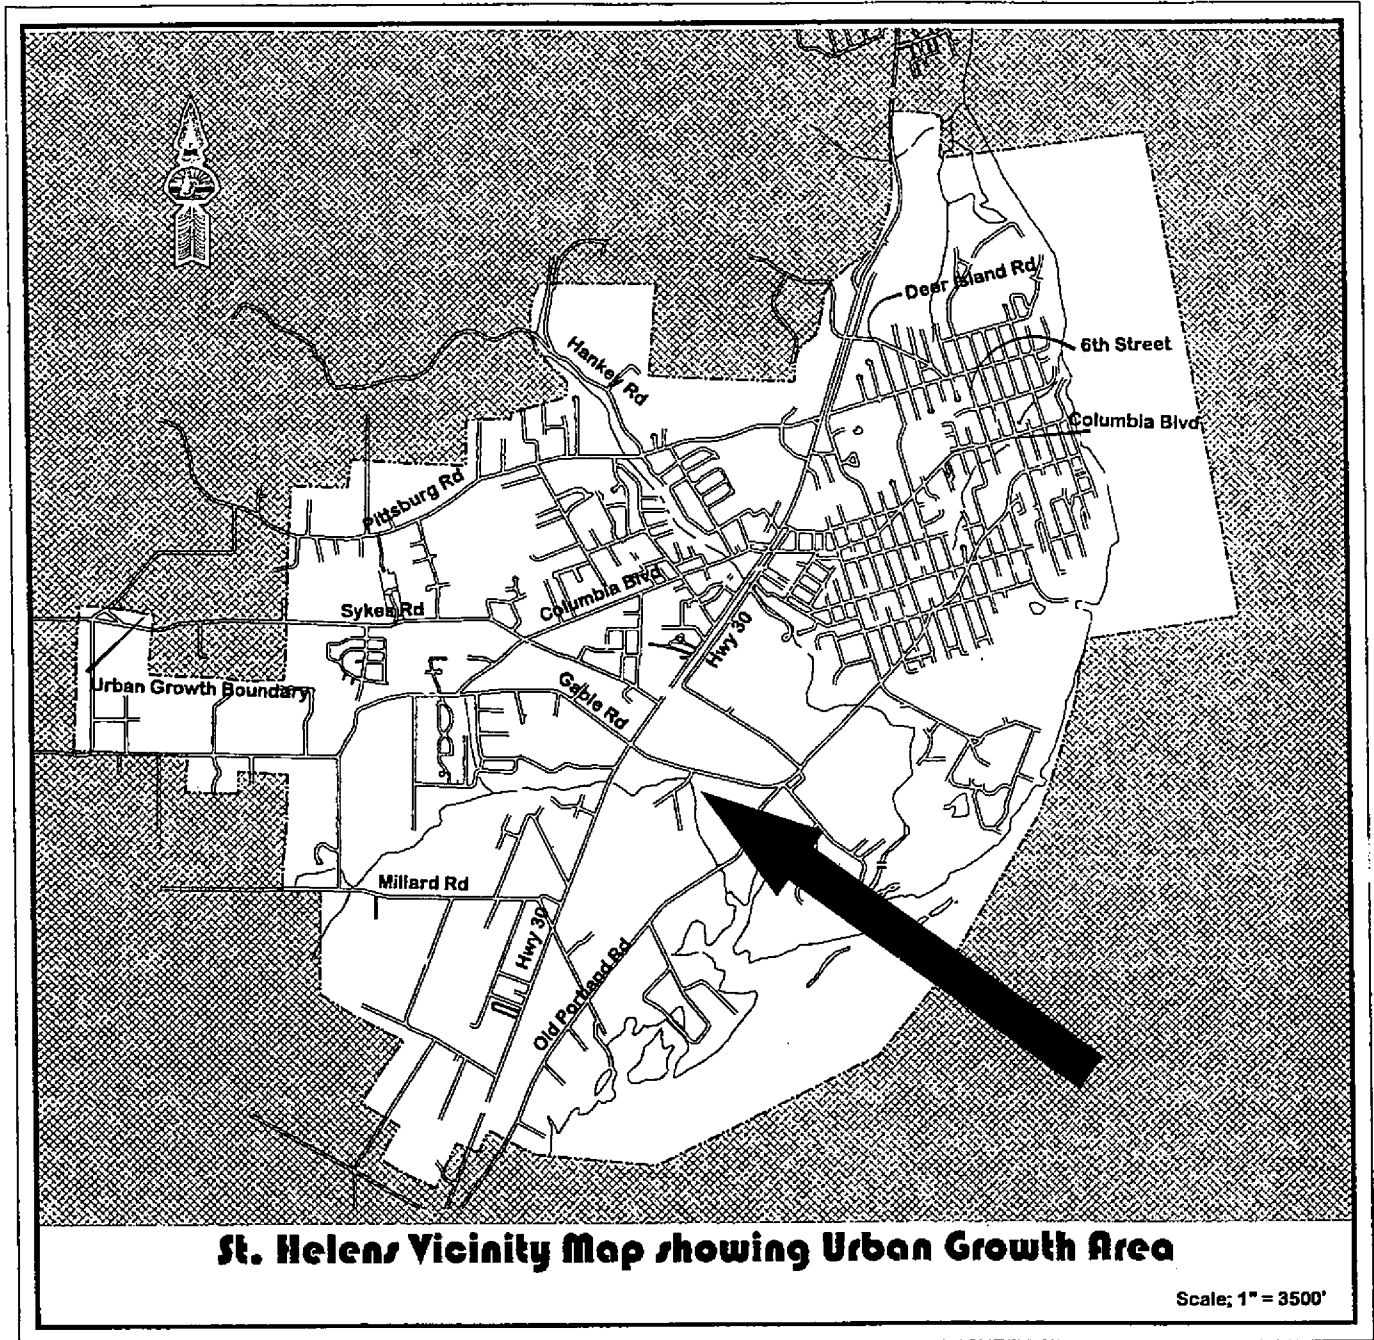 Deer Island Rd
6th Street
Hankey Rd
Columbia Blvd
Pittsburg Rd
Columbia Blvd
Sykes Rd
Hwy 30
Urban Growth Boundary
Gable Rd
Millard Rd
Hwy 30
Old Portland Rd
St. Helens Vicinity Map showing Urban Growth Area
Scale; 1" = 3500'